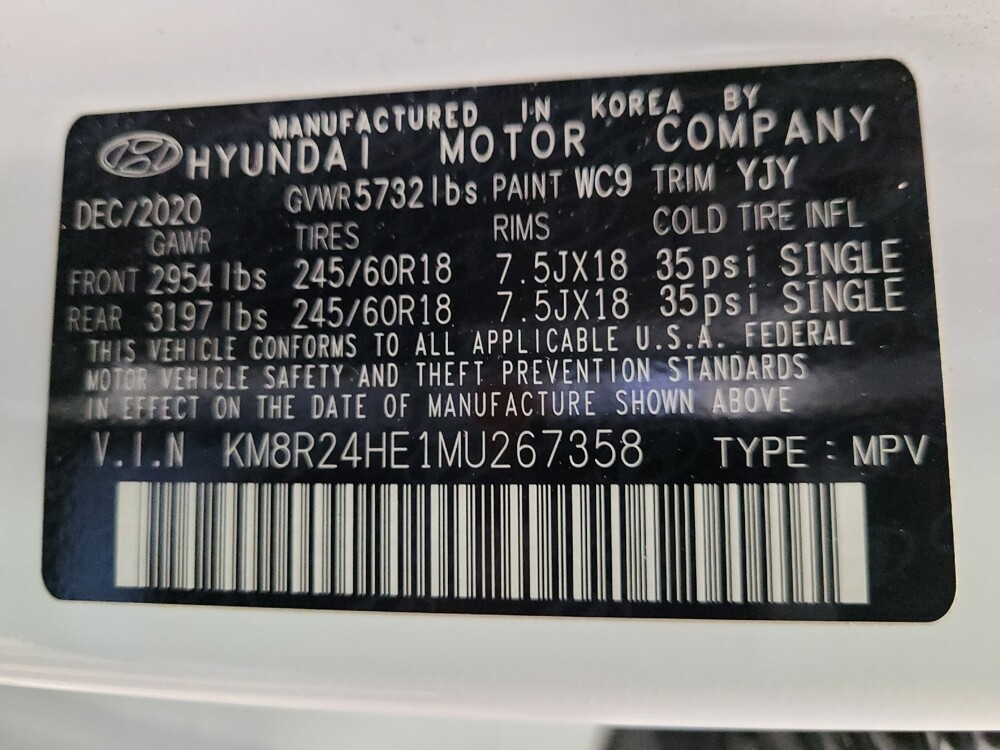 MANUFACTURED IN KOREA BY
HYUNDAI MOTOR COMPANY
DEC/2020 GVWR 5732 lbs PAINT WC9 TRIM YJY
GAWR TIRES RIMS COLD TIRE INFL
FRONT 2954 lbs 245/60R18 7.5JX18 35psi SINGLE
REAR 3197 lbs 245/60R18 7.5JX18 35psi SINGLE
THIS VEHICLE CONFORMS TO ALL APPLICABLE U.S.A. FEDERAL
MOTOR VEHICLE SAFETY AND THEFT PREVENTION STANDARDS
IN EFFECT ON THE DATE OF MANUFACTURE SHOWN ABOVE
V.I.N KM8R24HE1MU267358 TYPE : MPV